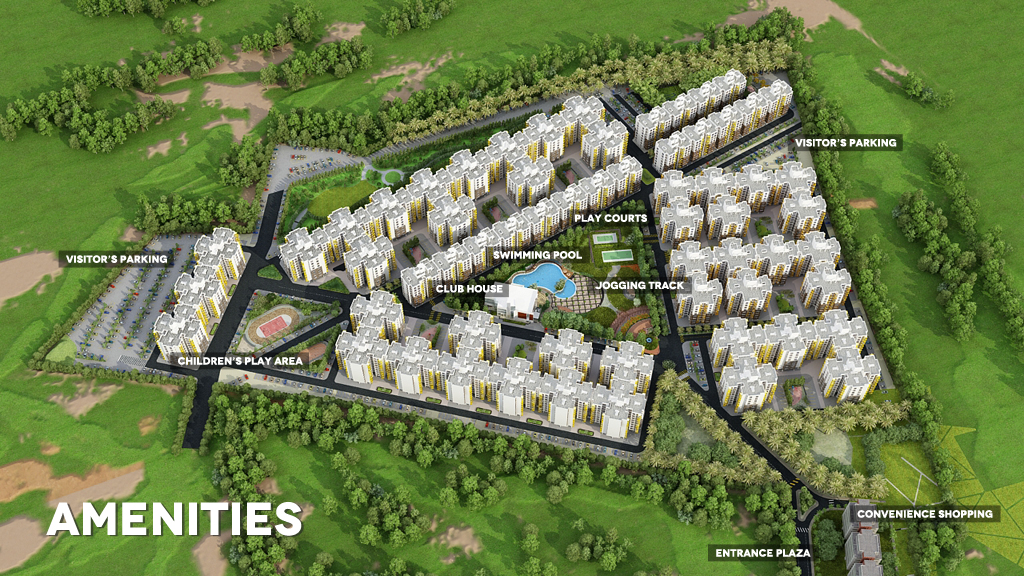 VISITOR'S PARKING
PLAY COURTS
SWIMMING POOL
VISITOR'S PARKING
CLUB HOUSE
JOGGING TRACK
CHILDREN'S PLAY AREA
AMENITIES
CONVENIENCE SHOPPING
ENTRANCE PLAZA